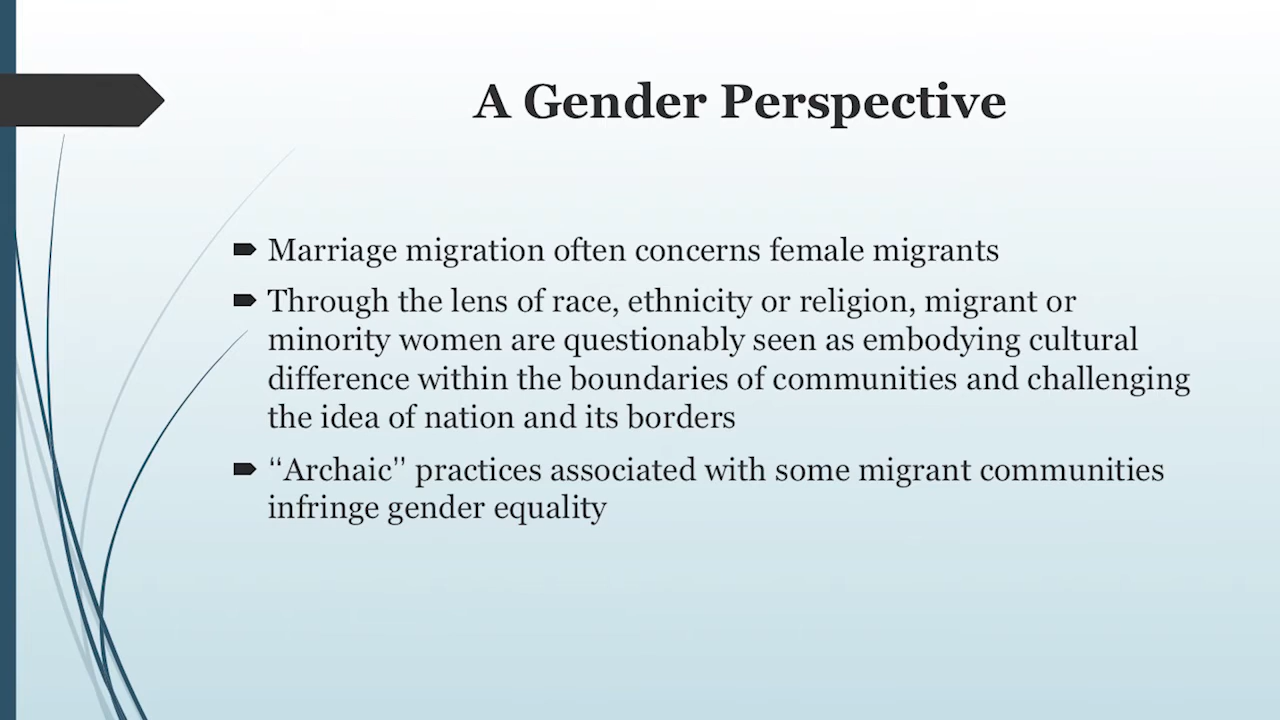 A Gender Perspective
Marriage migration often concerns female migrants
Through the lens of race, ethnicity or religion, migrant or
minority women are questionably seen as embodying cultural
difference within the boundaries of communities and challenging
the idea of nation and its borders
“Archaic” practices associated with some migrant communities
infringe gender equality